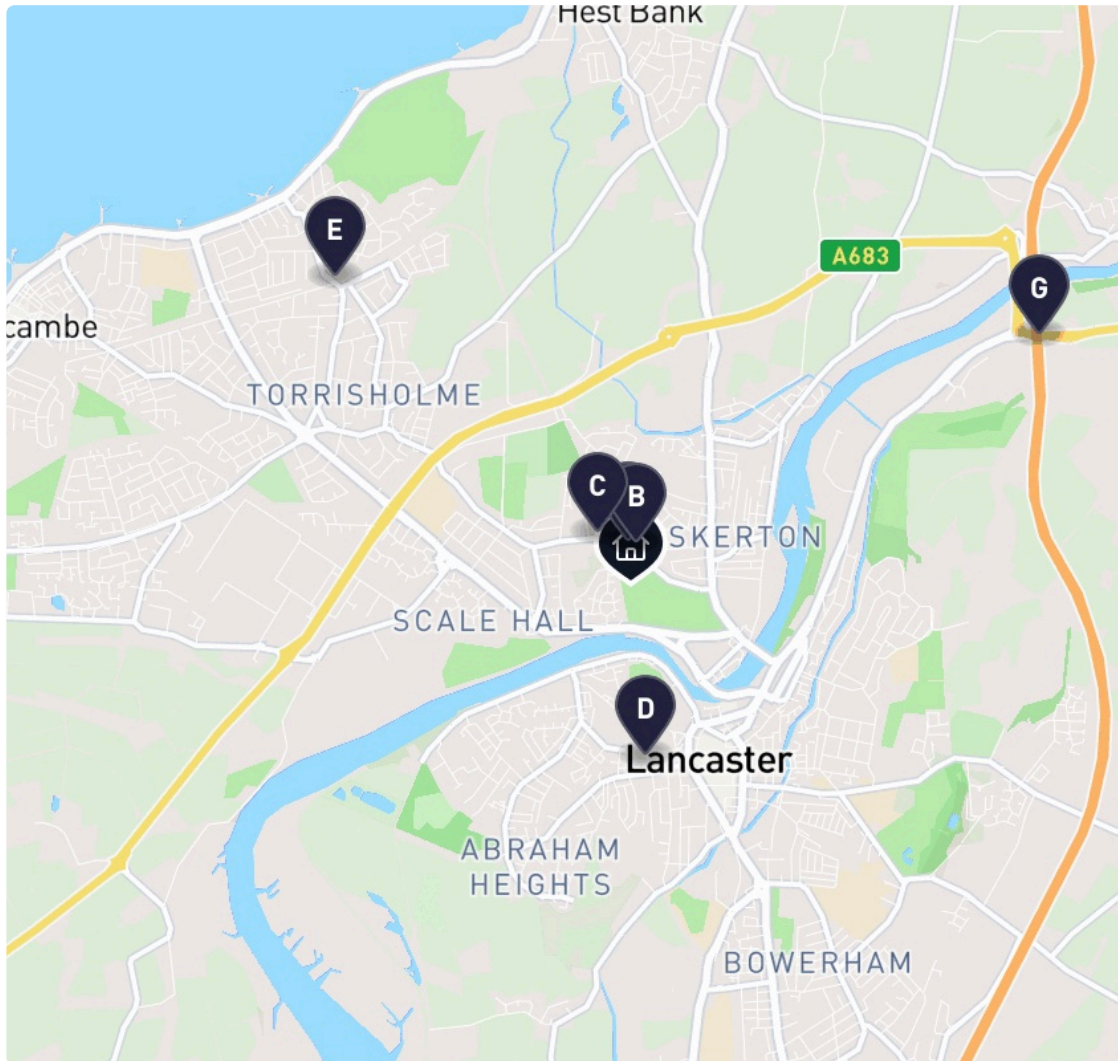 Hest Bank
E
A683
G
cambe
TORRISHOLME
C
B
SKERTON
SCALE HALL
D
Lancaster
ABRAHAM
HEIGHTS
BOWERHAM